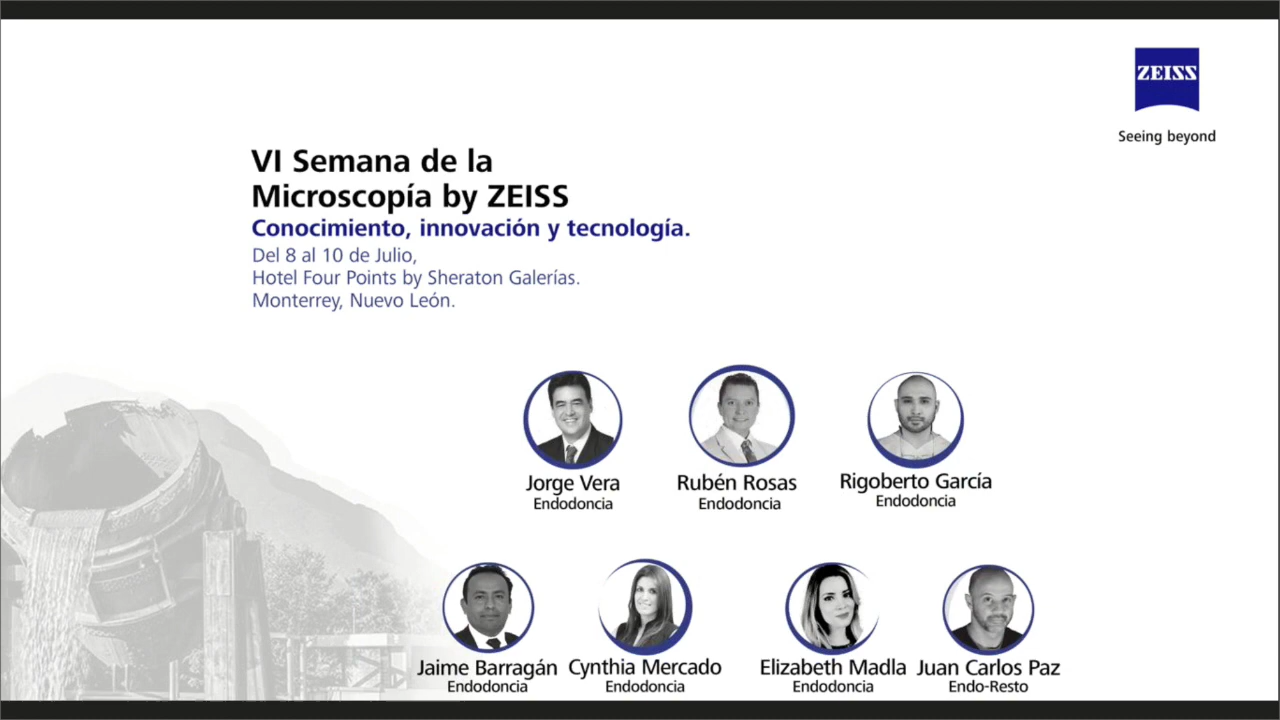 ZEISS
Seeing beyond
VI Semana de la
Microscopía by ZEISS
Conocimiento, innovación y tecnología.
Del 8 al 10 de Julio,
Hotel Four Points by Sheraton Galerías.
Monterrey, Nuevo León.
Jorge Vera
Endodoncia
Rubén Rosas
Endodoncia
Rigoberto García
Endodoncia
Jaime Barragán
Endodoncia
Cynthia Mercado
Endodoncia
Elizabeth Madla
Endodoncia
Juan Carlos Paz
Endo-Resto